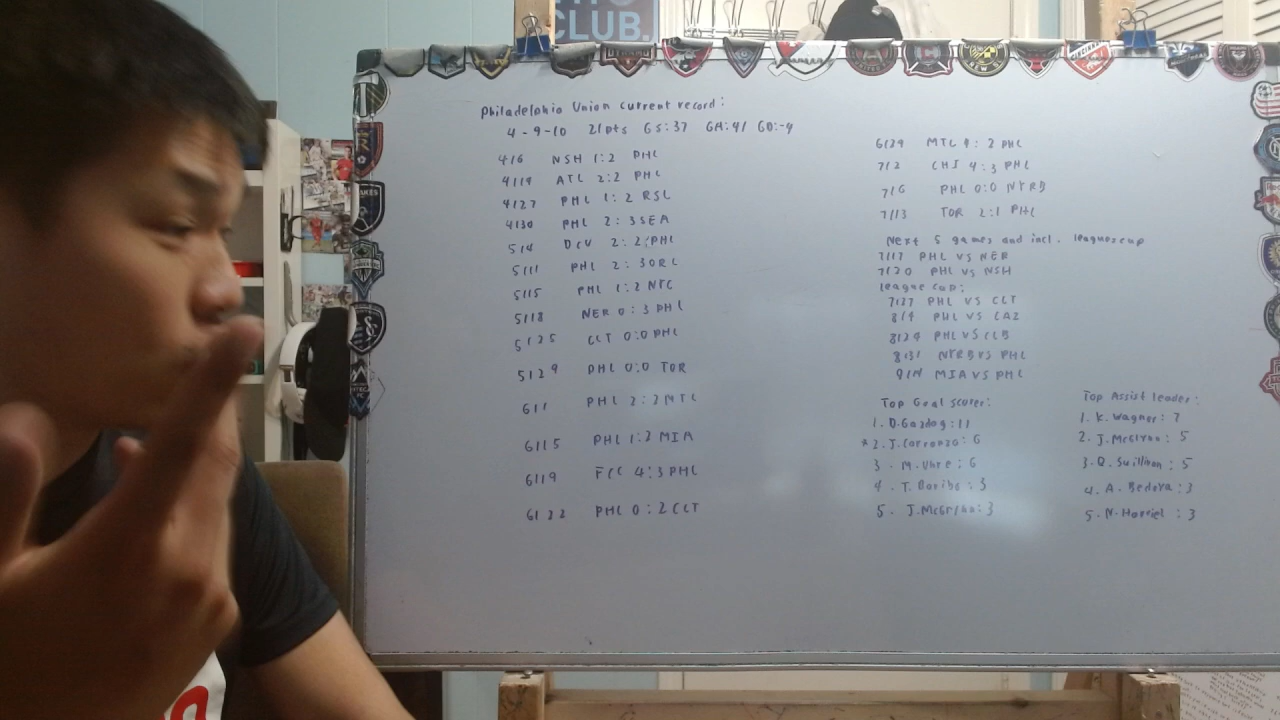 CLUB.
Philadelphia Union current record:
4-9-10 21pts GS:37 GA:41 GD:-4
4/6 NSH 1:2 PHL
4/14 ATL 2:2 PHL
4/27 PHL 1:2 RSL
4/30 PHL 2:3 SEA
5/4 DCU 2:2 PHL
5/11 PHL 2:3 ORL
5/15 PHL 1:2 NYC
5/18 NER 0:3 PHL
5/25 CLT 0:0 PHL
5/29 PHL 0:0 TOR
6/1 PHL 2:2 MTL
6/15 PHL 1:2 MIA
6/19 FCC 4:3 PHL
6/22 PHL 0:2 CLT
6/29 MTL 4:2 PHL
7/3 CHI 4:3 PHL
7/6 PHL 0:0 NYRB
7/13 TOR 2:1 PHL
Next 5 games and incl. leaguescup
7/17 PHL VS NER
7/20 PHL VS NSH
league cup:
7/27 PHL VS CLT
8/4 PHL VS CAZ
8/28 PHL VS CLB
8/31 NYRB VS PHL
9/14 MIA VS PHL
Top Goal scorer:
1. D.Gazdag: 11
*2. J.Carranza: 6
3. M.Uhre: 6
4. T.Baribo: 3
5. J.McGlynn: 3
Top Assist leader:
1. K. Wagner: 7
2. J.McGlynn: 5
3. Q. Sullivan: 5
4. A. Bedoya: 3
5. N. Harriel: 3